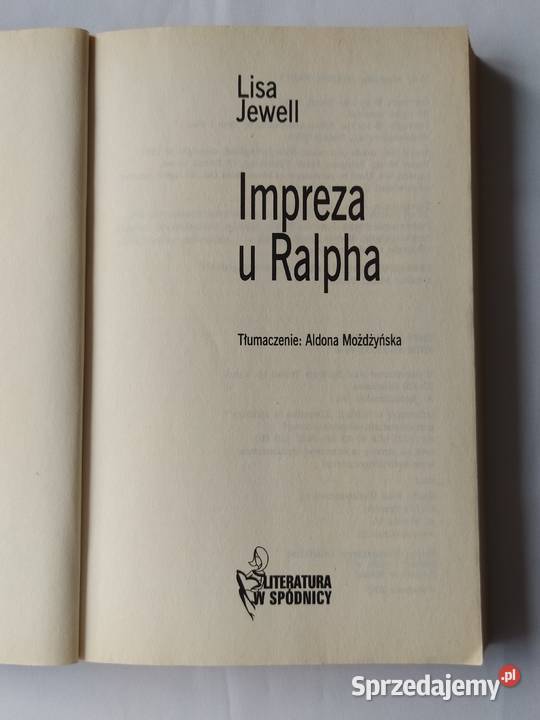 Lisa
Jewell
Impreza
u Ralpha
Tłumaczenie: Aldona Możdżyńska
LITERATURA
W SPÓDNICY
Sprzedajemy.pl